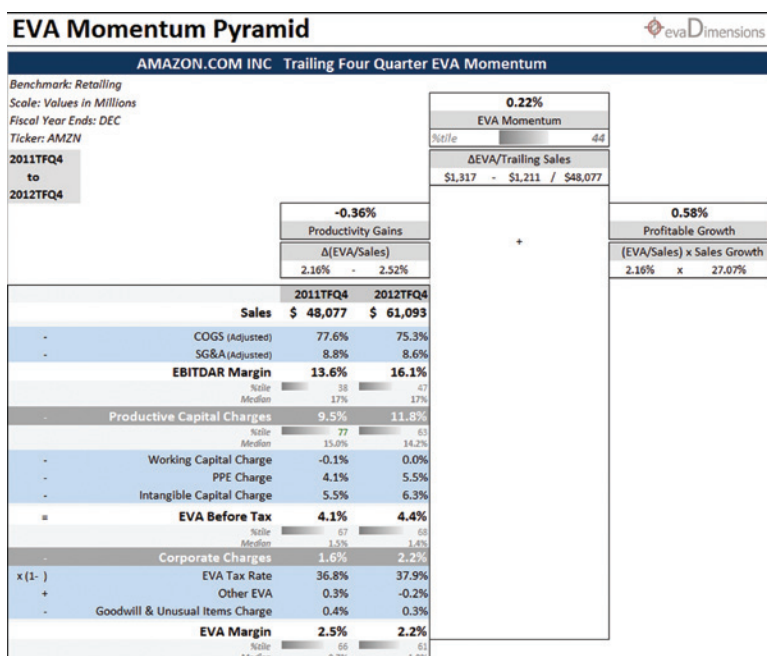 EVA Momentum Pyramid
evaDimensions
AMAZON.COM INC Trailing Four Quarter EVA Momentum
Benchmark: Retailing
Scale: Values in Millions
Fiscal Year Ends: DEC
Ticker: AMZN
0.22%
EVA Momentum
%tile 44
2011TFQ4
to
2012TFQ4
ΔEVA/Trailing Sales
$1,317 - $1,211 / $48,077
-0.36%
Productivity Gains
Δ(EVA/Sales)
2.16% - 2.52%
+
0.58%
Profitable Growth
(EVA/Sales) x Sales Growth
2.16% x 27.07%
2011TFQ4 2012TFQ4
Sales $ 48,077 $ 61,093
- COGS (Adjusted) 77.6% 75.3%
- SG&A (Adjusted) 8.8% 8.6%
EBITDAR Margin 13.6% 16.1%
%tile 38 47
Median 17% 17%
- Productive Capital Charges 9.5% 11.8%
%tile 77 63
Median 15.0% 14.2%
- Working Capital Charge -0.1% 0.0%
- PPE Charge 4.1% 5.5%
- Intangible Capital Charge 5.5% 6.3%
= EVA Before Tax 4.1% 4.4%
%tile 67 68
Median 1.5% 1.4%
- Corporate Charges 1.6% 2.2%
x (1- ) EVA Tax Rate 36.8% 37.9%
+ Other EVA 0.3% -0.2%
- Goodwill & Unusual Items Charge 0.4% 0.3%
EVA Margin 2.5% 2.2%
%tile 66 61